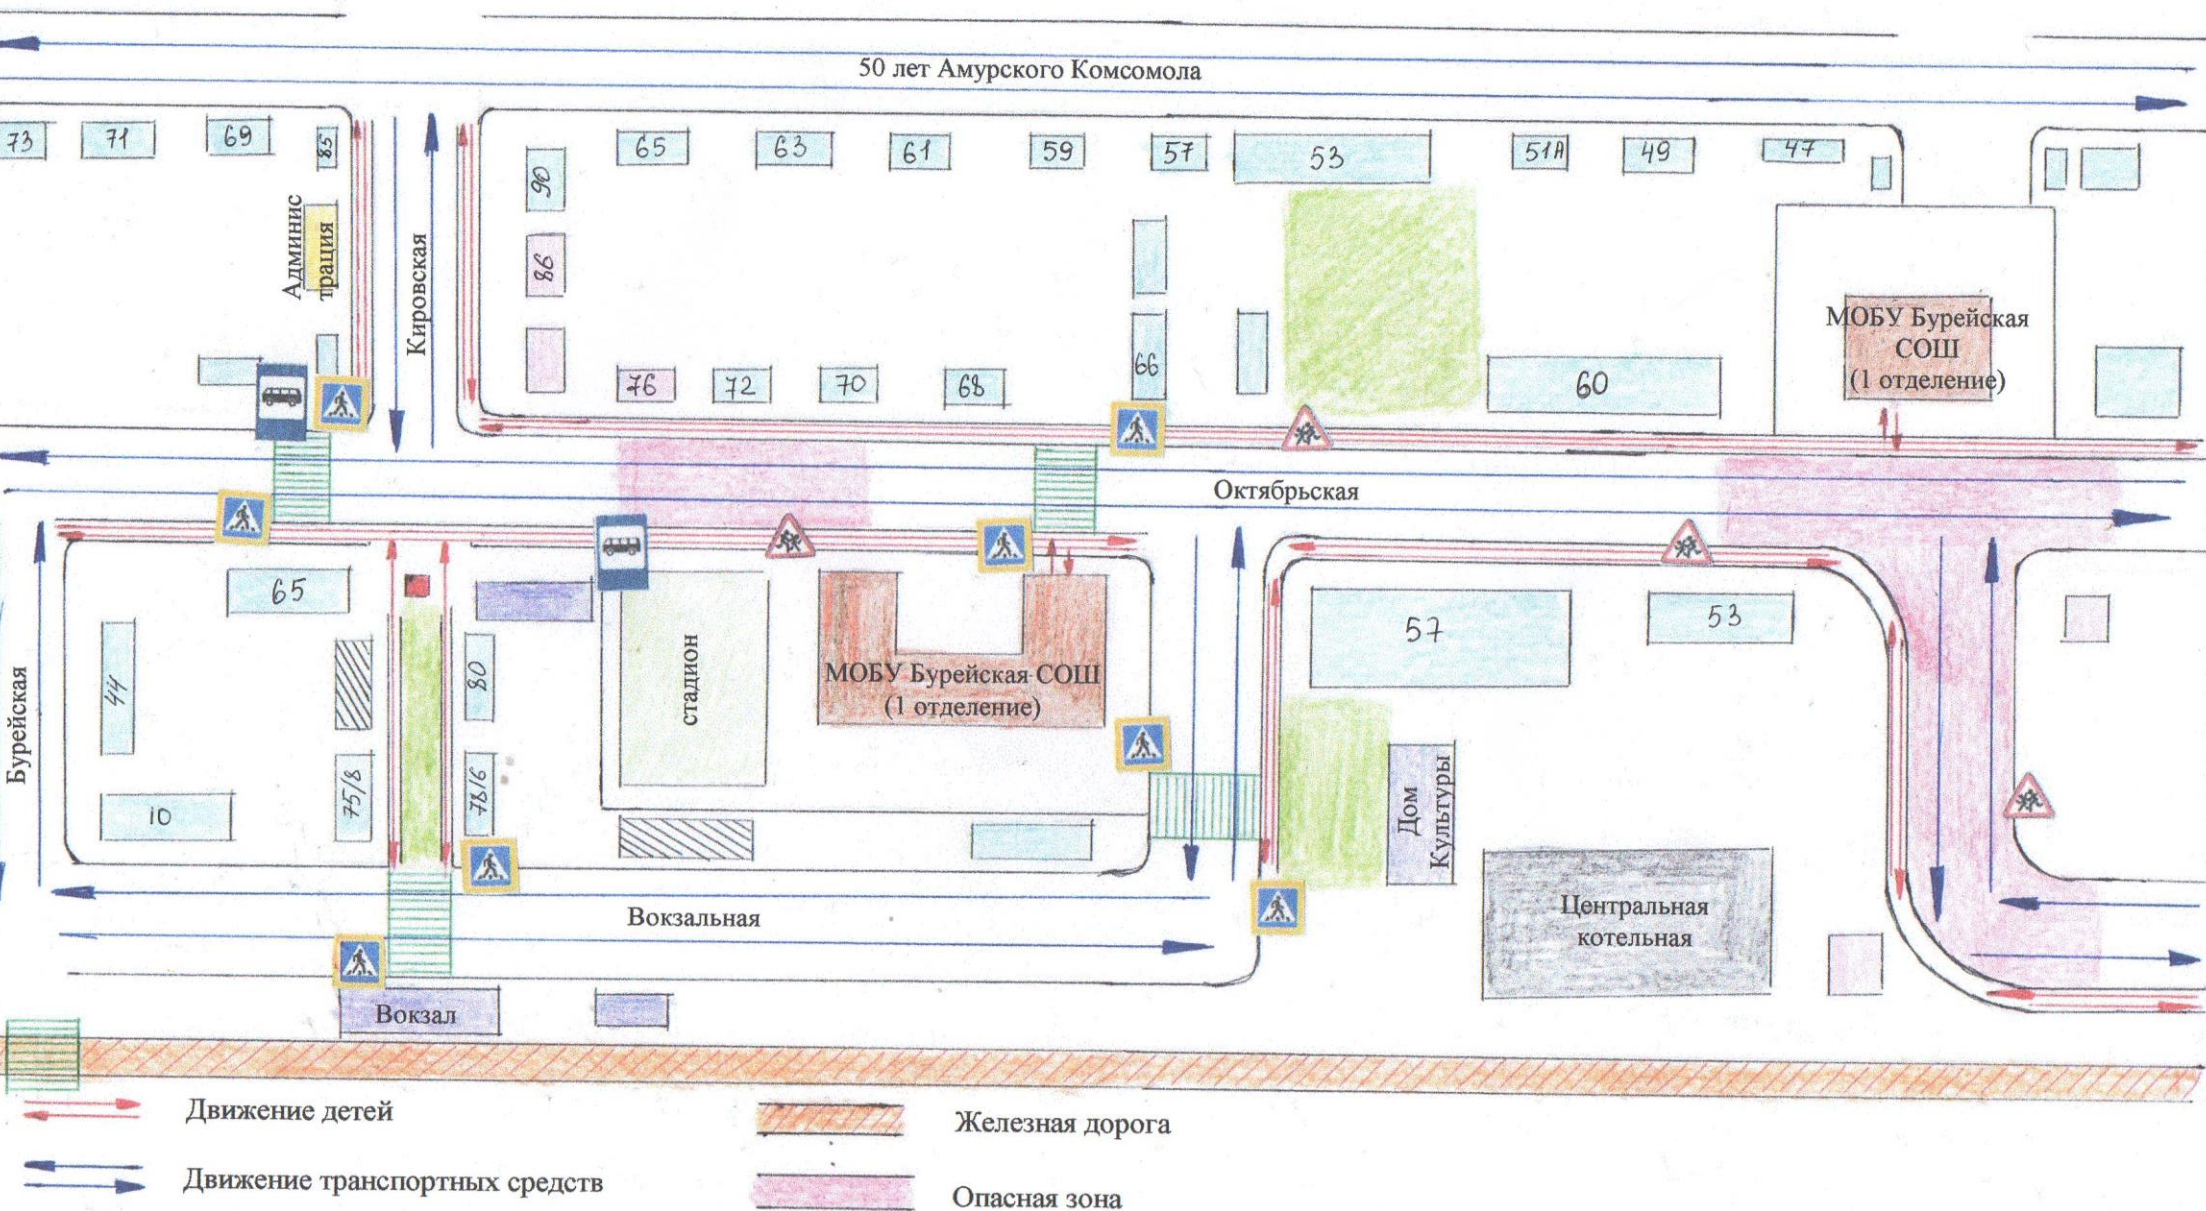 50 лет Амурского Комсомола
73
71
69
85
65
63
61
59
57
53
51А
49
47
90
Админис
трация
Кировская
86
66
76
72
70
68
60
МОБУ Бурейская
СОШ
(1 отделение)
Октябрьская
65
57
53
44
80
стадион
МОБУ Бурейская СОШ
(1 отделение)
Бурейская
10
75/8
78/6
Дом
Культуры
Вокзальная
Центральная
котельная
Вокзал
Движение детей
Железная дорога
Движение транспортных средств
Опасная зона